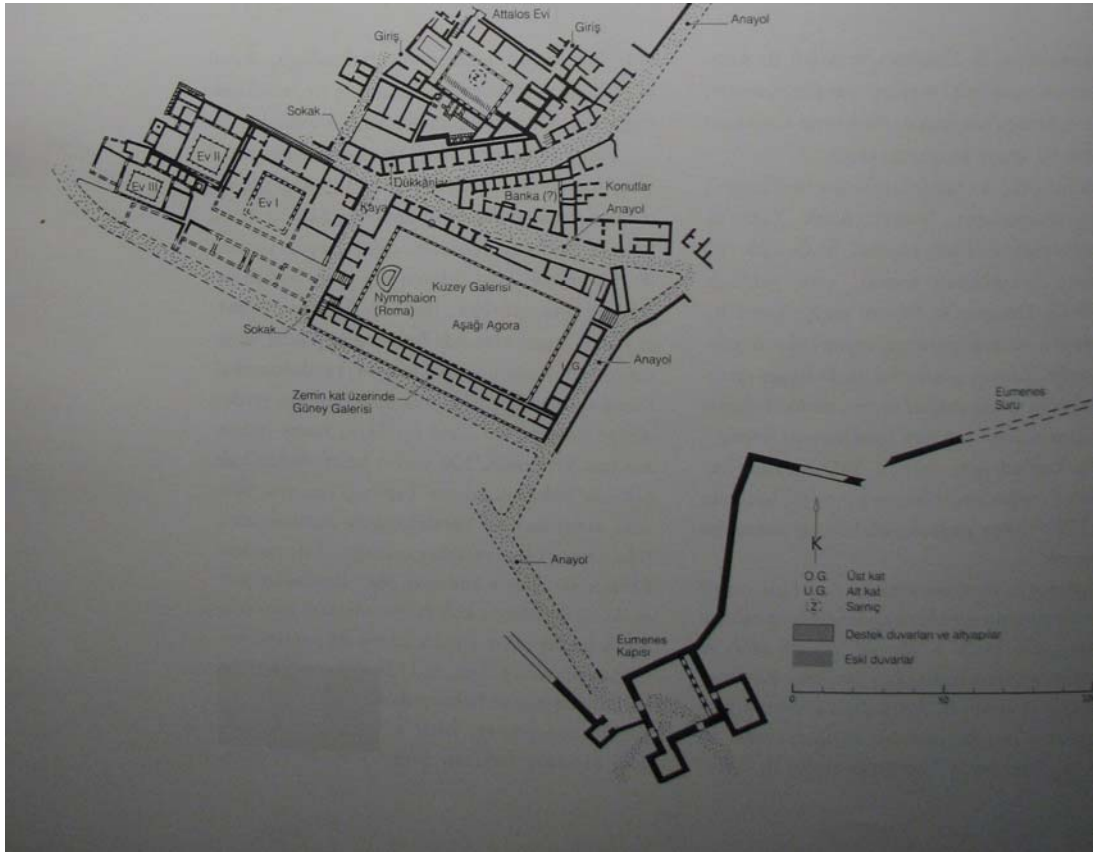 Attalos Evi
Giriş
Giriş
Anayol
Sokak
Ev II
Ev III
Ev I
Dükkanlar
Kaya
Banka (?)
Konutlar
Anayol
Kuzey Galerisi
Nymphaion
(Roma)
Aşağı Agora
Sokak
Anayol
Zemin kat üzerinde
Güney Galerisi
Eumenes
Suru
Anayol
K
O.G. Üst kat
U.G. Alt kat
Z Sarnıç
Destek duvarları ve altyapılar
Eski duvarlar
Eumenes
Kapısı
0
50